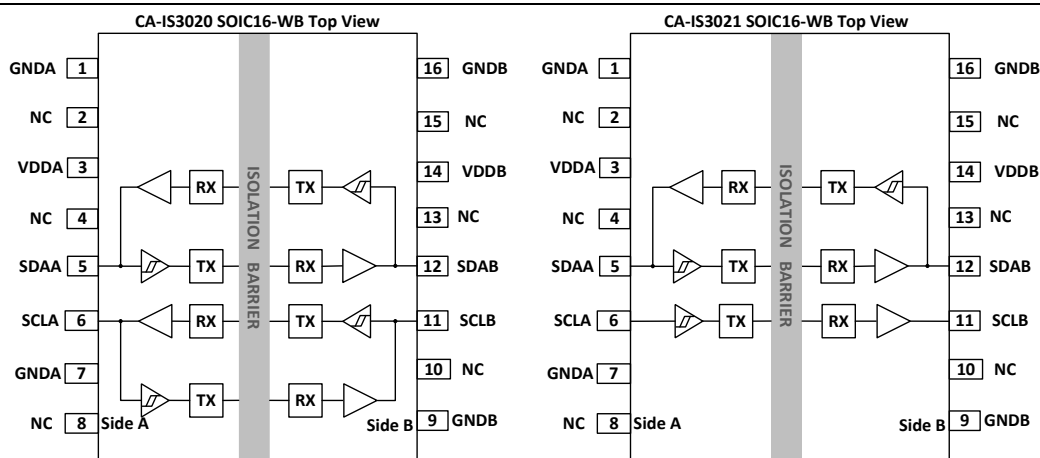 CA-IS3020 SOIC16-WB Top View
GNDA 1
16 GNDB
NC 2
15 NC
VDDA 3
14 VDDB
RX
TX
NC 4
13 NC
SDAA 5
TX
RX
12 SDAB
SCLA 6
RX
TX
11 SCLB
GNDA 7
10 NC
TX
RX
NC 8 Side A
Side B 9 GNDB
ISOLATION BARRIER
CA-IS3021 SOIC16-WB Top View
GNDA 1
16 GNDB
NC 2
15 NC
VDDA 3
14 VDDB
RX
TX
NC 4
13 NC
SDAA 5
TX
RX
12 SDAB
SCLA 6
TX
RX
11 SCLB
GNDA 7
10 NC
NC 8 Side A
Side B 9 GNDB
ISOLATION BARRIER